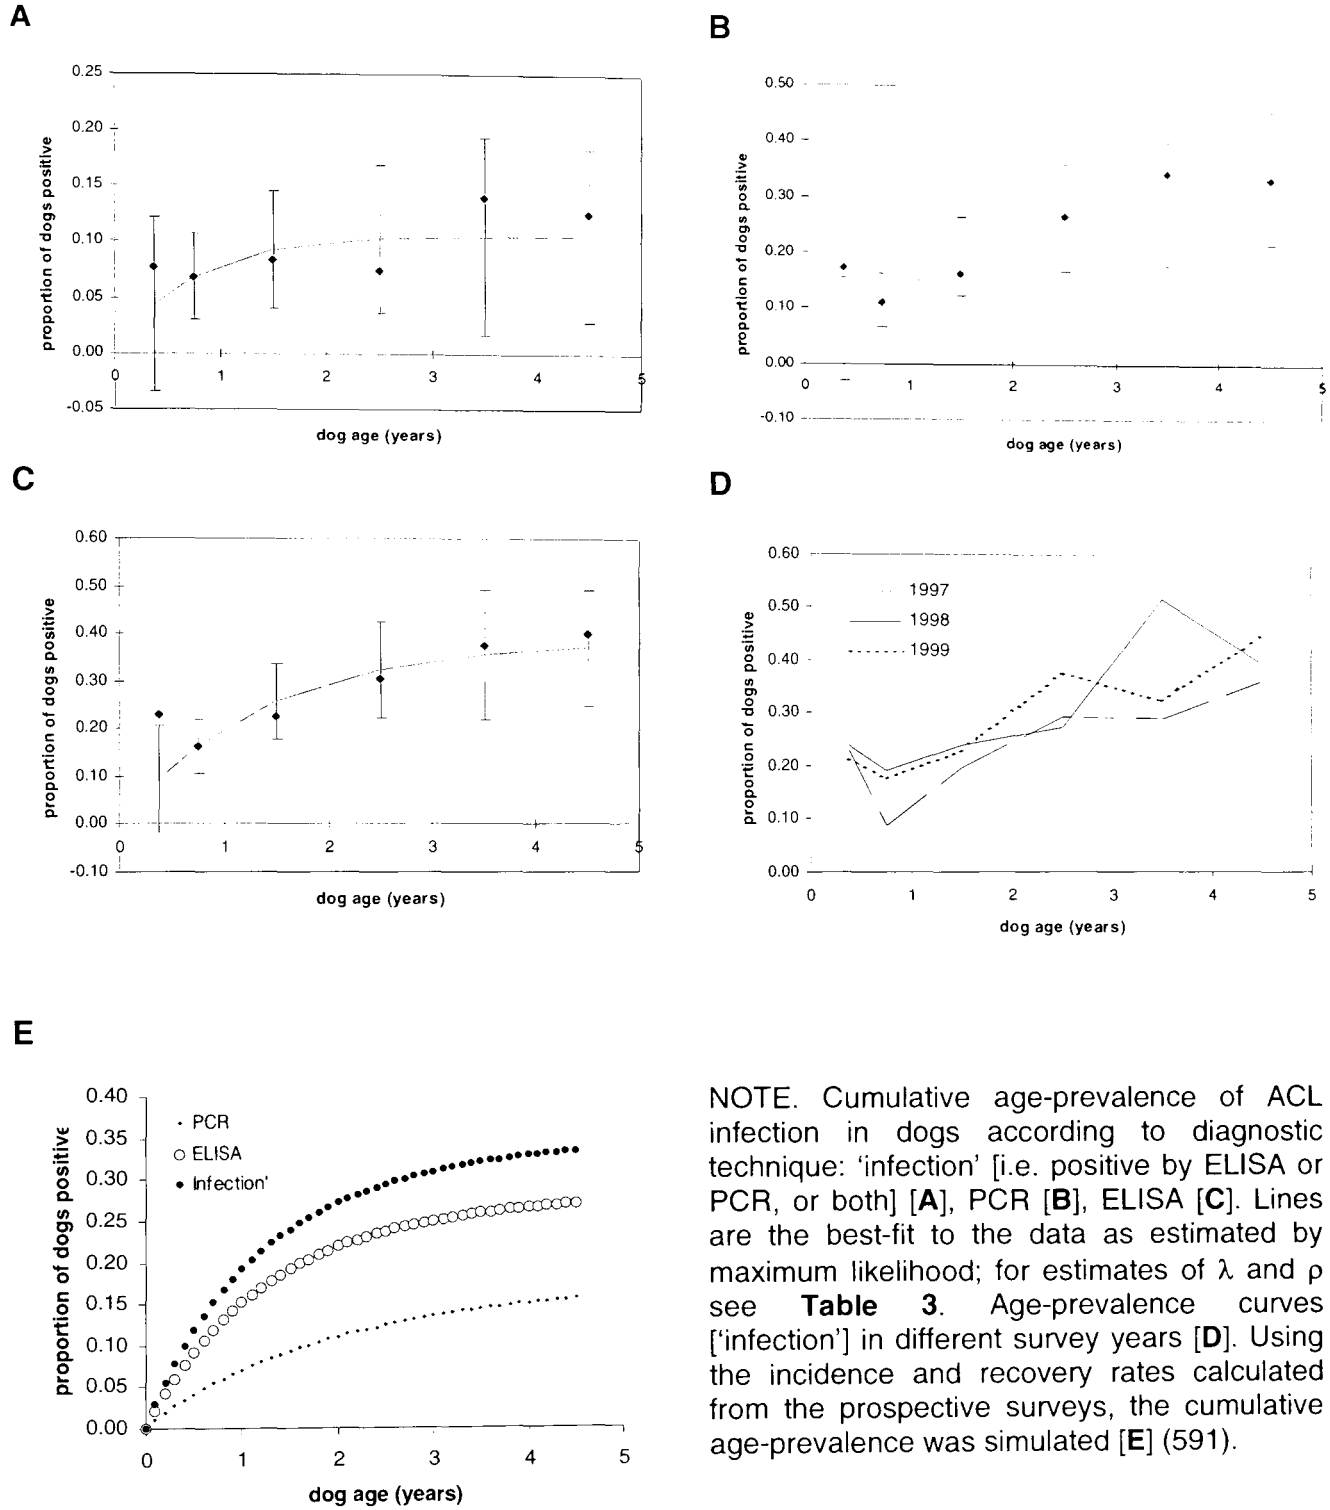 A
0.25
0.20
0.15
0.10
0.05
0.00
-0.05
0 1 2 3 4 5
proportion of dogs positive
dog age (years)
B
0.50
0.40
0.30
0.20
0.10
0.00
-0.10
0 1 2 3 4 5
proportion of dogs positive
dog age (years)
C
0.60
0.50
0.40
0.30
0.20
0.10
0.00
-0.10
0 1 2 3 4 5
proportion of dogs positive
dog age (years)
D
0.60
0.50
0.40
0.30
0.20
0.10
0.00
0 1 2 3 4 5
1997
1998
1999
proportion of dogs positive
dog age (years)
E
0.40
0.35
0.30
0.25
0.20
0.15
0.10
0.05
0.00
0 1 2 3 4 5
PCR
ELISA
Infection'
proportion of dogs positive
dog age (years)
NOTE. Cumulative age-prevalence of ACL
infection in dogs according to diagnostic
technique: 'infection' [i.e. positive by ELISA or
PCR, or both] [A], PCR [B], ELISA [C]. Lines
are the best-fit to the data as estimated by
maximum likelihood; for estimates of λ and ρ
see Table 3. Age-prevalence curves
['infection'] in different survey years [D]. Using
the incidence and recovery rates calculated
from the prospective surveys, the cumulative
age-prevalence was simulated [E] (591).